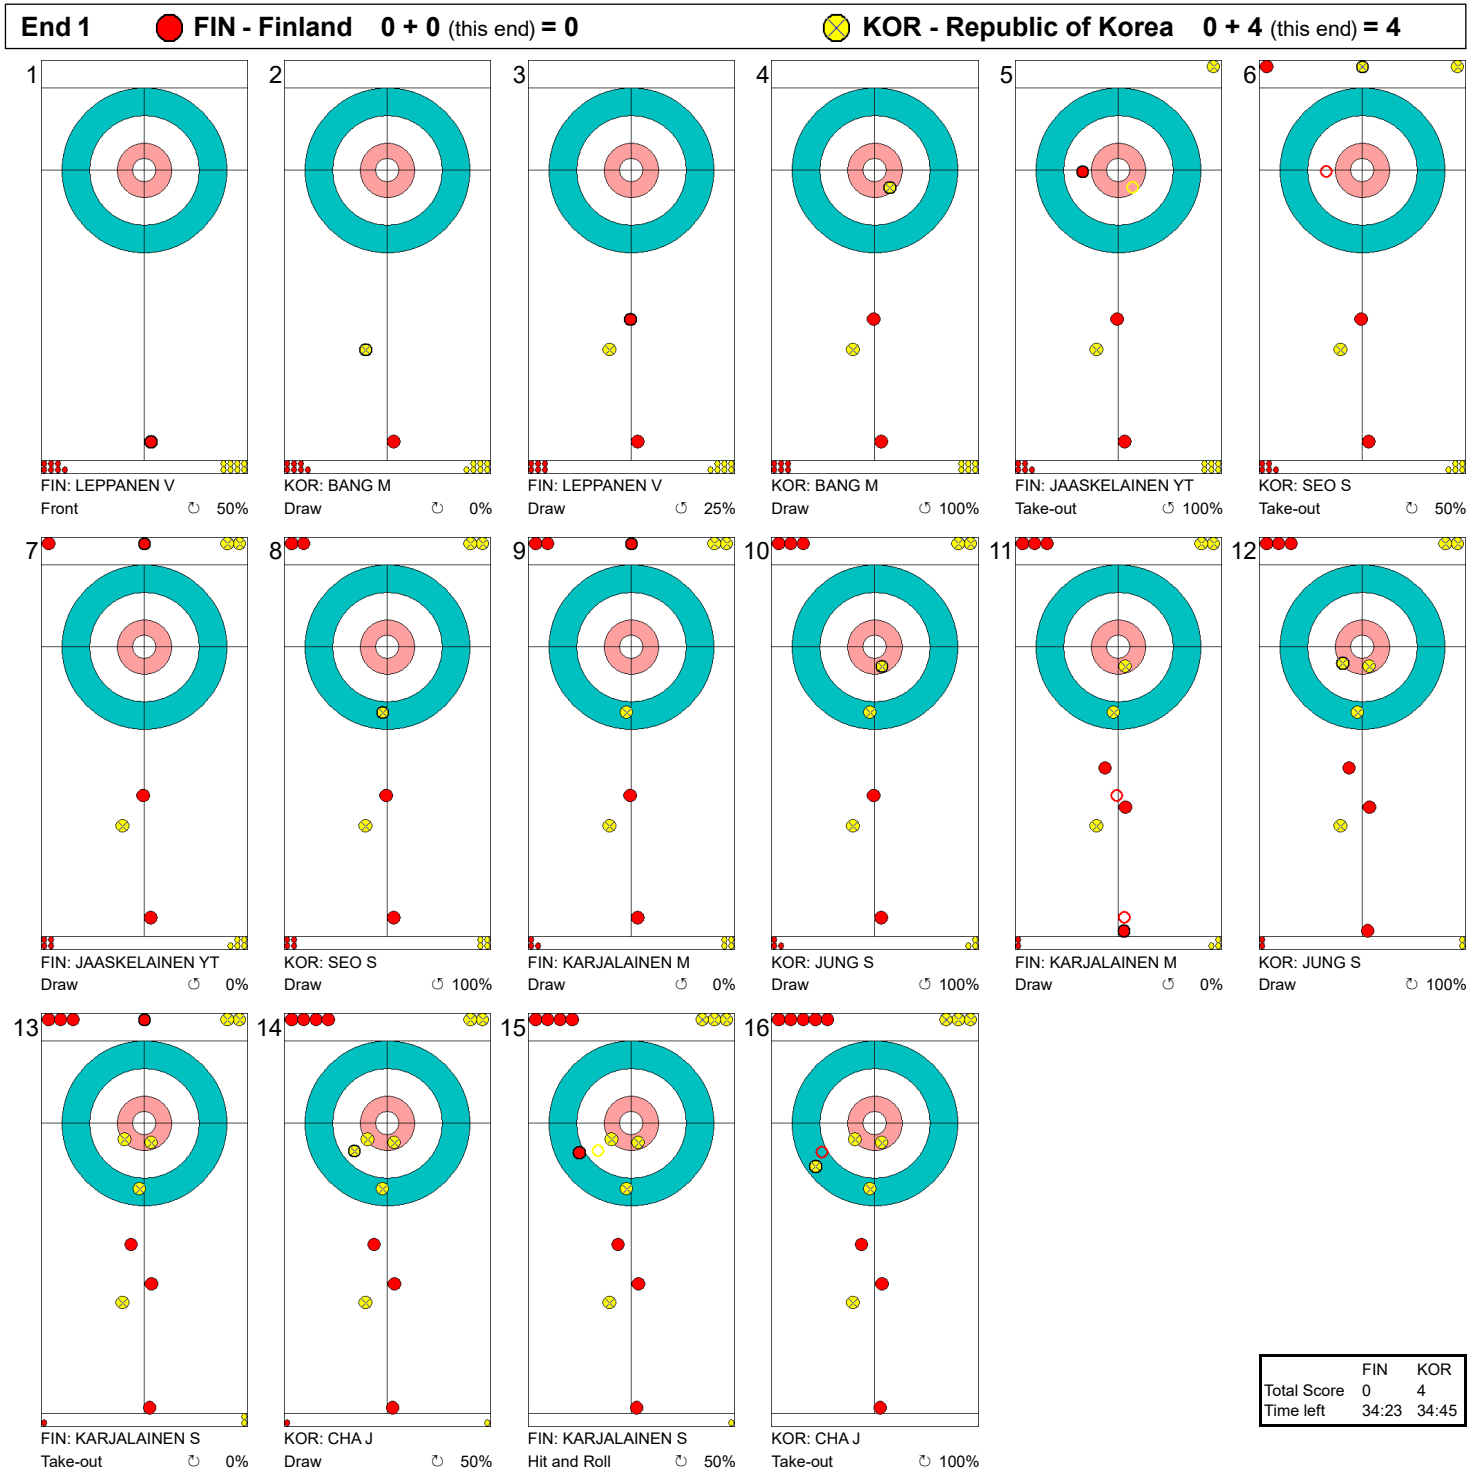 End 1 FIN - Finland 0 + 0 (this end) = 0 KOR - Republic of Korea 0 + 4 (this end) = 4
1 2 3 4 5 6
FIN: LEPPANEN V KOR: BANG M FIN: LEPPANEN V KOR: BANG M FIN: JAASKELAINEN YT KOR: SEO S
Front ↻ 50% Draw ↻ 0% Draw ↺ 25% Draw ↺ 100% Take-out ↺ 100% Take-out ↻ 50%
7 8 9 10 11 12
FIN: JAASKELAINEN YT KOR: SEO S FIN: KARJALAINEN M KOR: JUNG S FIN: KARJALAINEN M KOR: JUNG S
Draw ↺ 0% Draw ↺ 100% Draw ↺ 0% Draw ↺ 100% Draw ↺ 0% Draw ↺ 100%
13 14 15 16
FIN: KARJALAINEN S KOR: CHA J FIN: KARJALAINEN S KOR: CHA J
Take-out ↻ 0% Draw ↻ 50% Hit and Roll ↻ 50% Take-out ↻ 100%
FIN KOR
Total Score 0 4
Time left 34:23 34:45